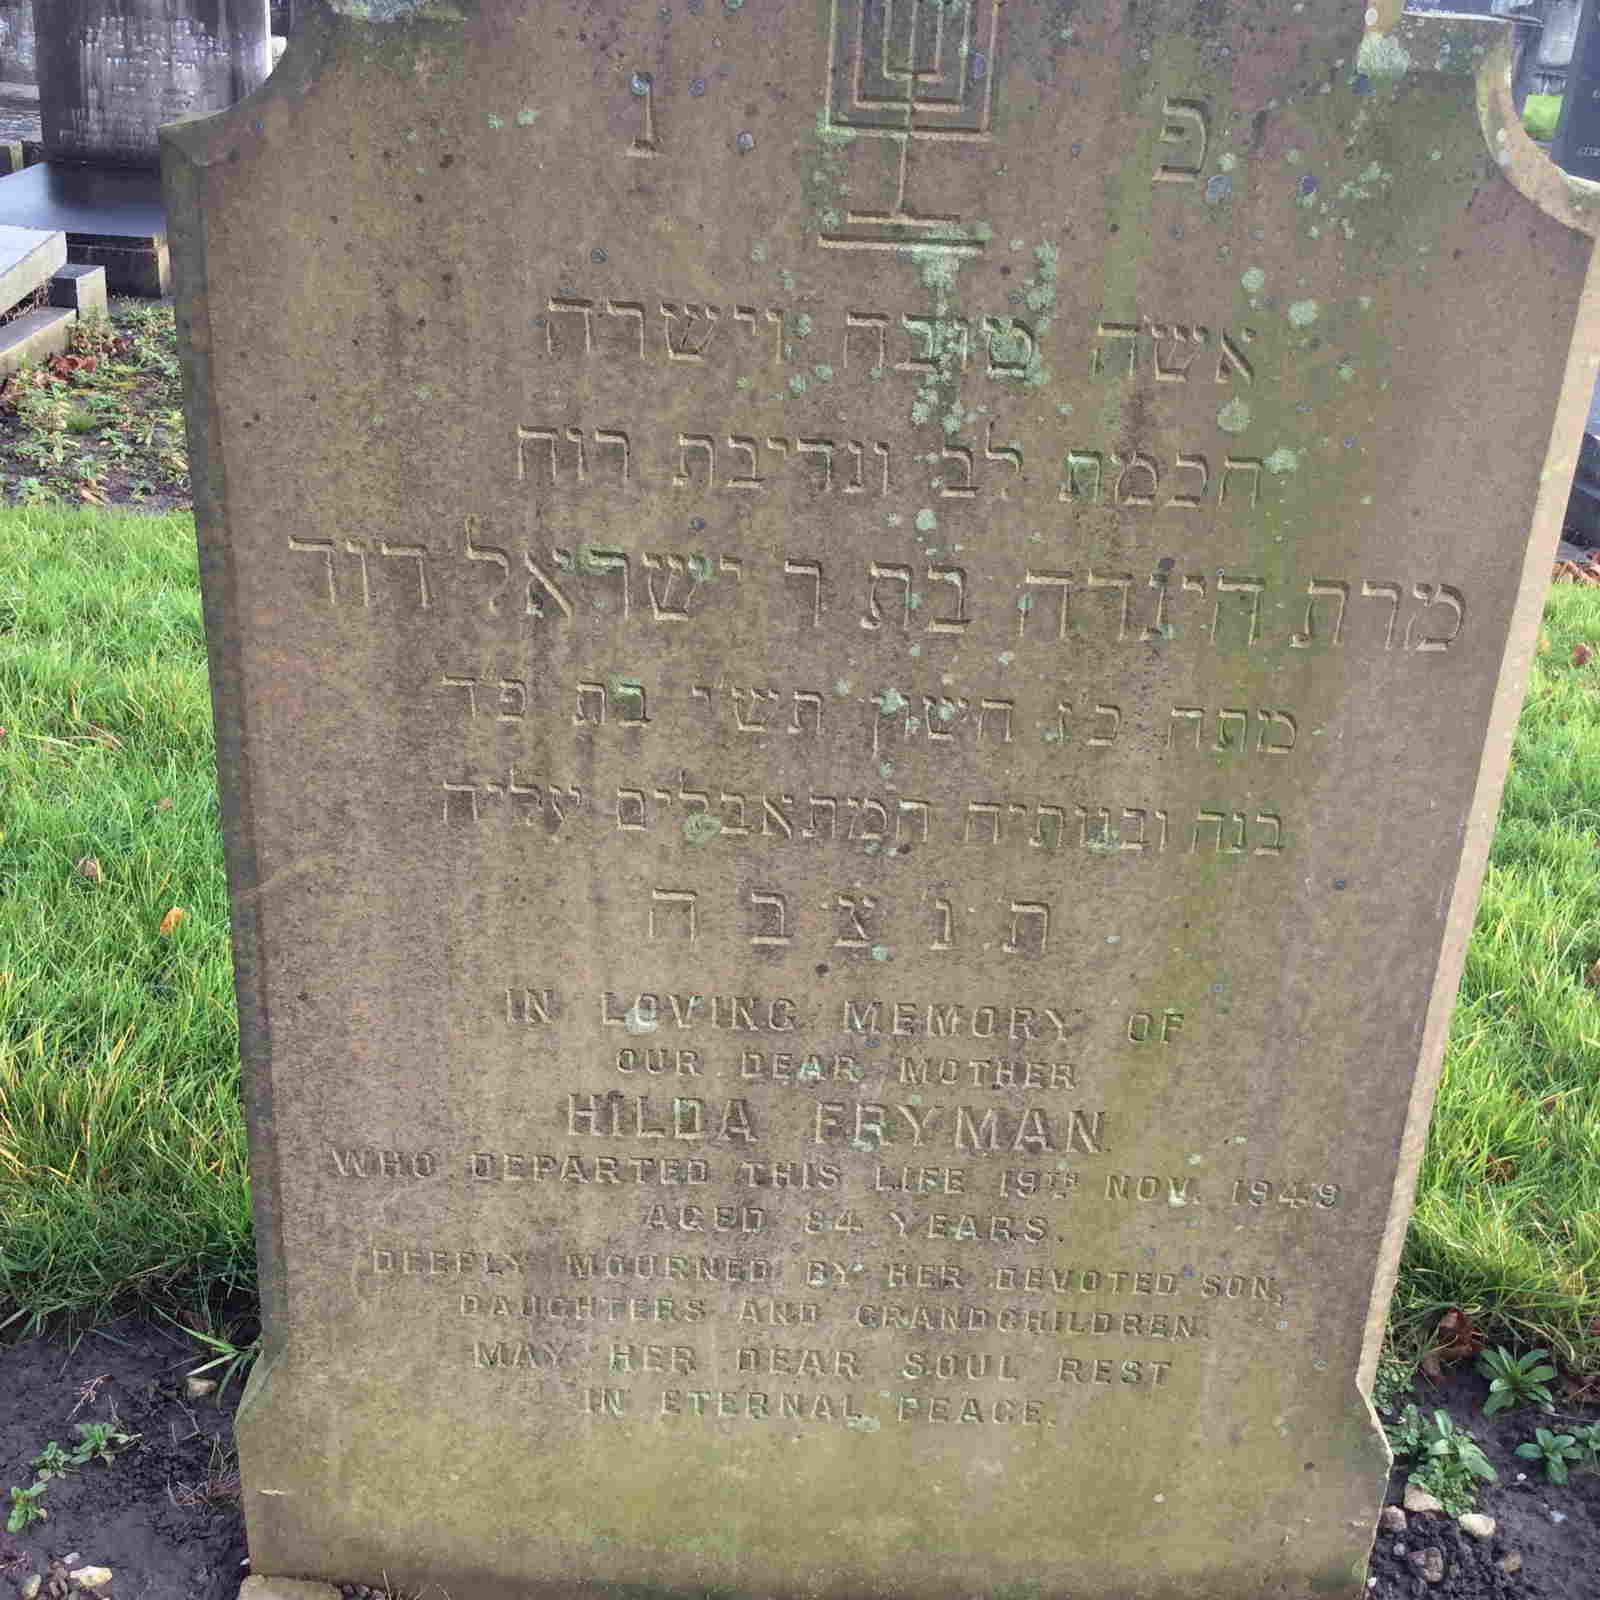 פ נ
אשה טובה וישרה
חכמת לב ונדיבת רוח
מרת הינדה בת ר ישראל דוד
מתה כז חשון תש״י בת פ״ד
בנה ובנותיה המתאבלים עליה
ת נ צ ב ה
IN LOVING MEMORY OF
OUR DEAR MOTHER
HILDA FRYMAN.
WHO DEPARTED THIS LIFE 19TH NOV. 1949
AGED 84 YEARS.
DEEPLY MOURNED BY HER DEVOTED SON,
DAUGHTERS AND GRANDCHILDREN.
MAY HER DEAR SOUL REST
IN ETERNAL PEACE.